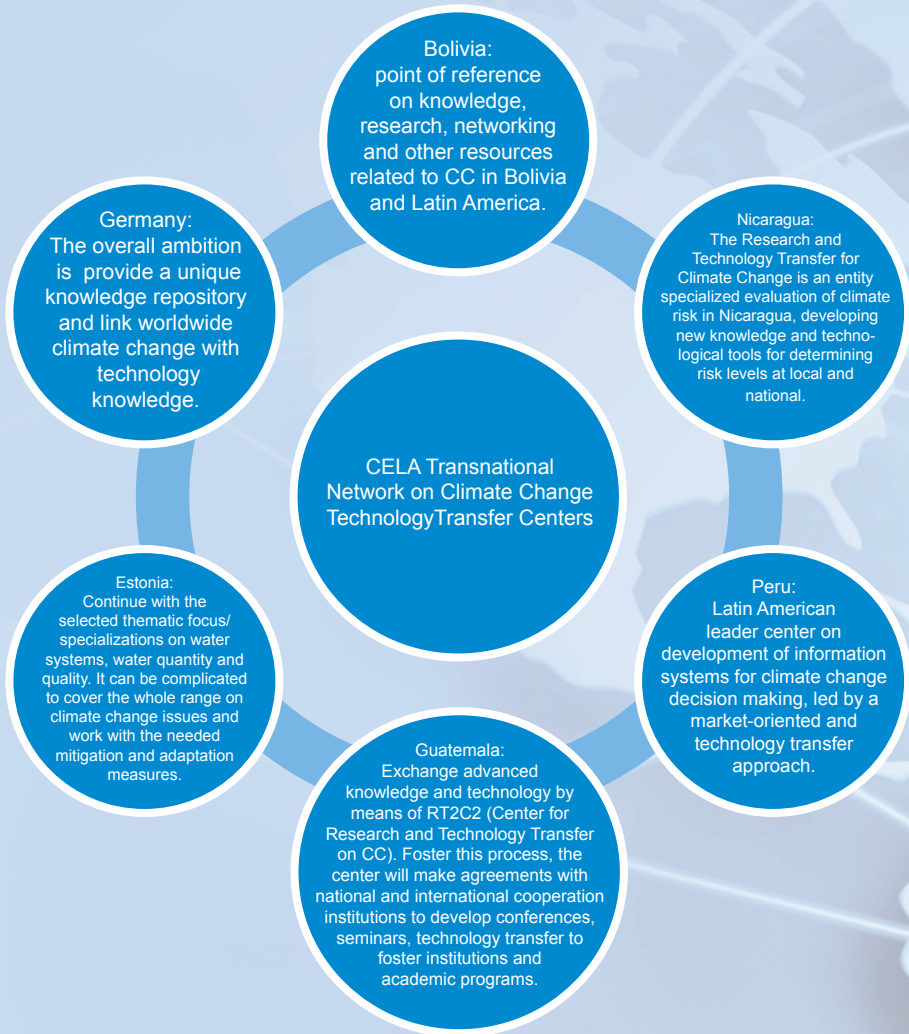 Bolivia:
point of reference
on knowledge,
research, networking
and other resources
related to CC in Bolivia
and Latin America.
Nicaragua:
The Research and
Technology Transfer for
Climate Change is an entity
specialized evaluation of climate
risk in Nicaragua, developing
new knowledge and techno-
logical tools for determining
risk levels at local and
national.
Peru:
Latin American
leader center on
development of information
systems for climate change
decision making, led by a
market-oriented and
technology transfer
approach.
Guatemala:
Exchange advanced
knowledge and technology by
means of RT2C2 (Center for
Research and Technology Transfer
on CC). Foster this process, the
center will make agreements with
national and international cooperation
institutions to develop conferences,
seminars, technology transfer to
foster institutions and
academic programs.
Estonia:
Continue with the
selected thematic focus/
specializations on water
systems, water quantity and
quality. It can be complicated
to cover the whole range on
climate change issues and
work with the needed
mitigation and adaptation
measures.
Germany:
The overall ambition
is  provide a unique
knowledge repository
and link worldwide
climate change with
technology
knowledge.
CELA Transnational
Network on Climate Change
TechnologyTransfer Centers